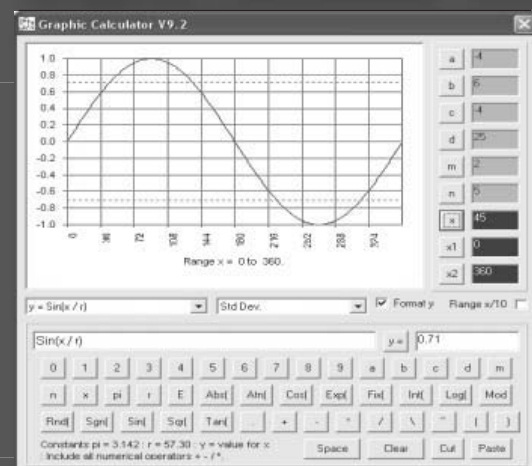 Graphic Calculator V9.2
1.0
0.8
0.6
0.4
0.2
0.0
-0.2
-0.4
-0.6
-0.8
-1.0
0 36 72 108 144 180 216 252 288 324
Range x = 0 to 360.
a -4
b 6
c -4
d 25
m 2
n 5
x 45
x1 0
x2 360
y = Sin(x / r) Std Dev. Format y Range x/10
Sin(x / r) y = 0.71
0 1 2 3 4 5 6 7 8 9 a b c d m
n x pi r E Abs( Atn( Cos( Exp( Fix( Int( Log( Mod
Rnd( Sgn( Sin( Sqr( Tan( . + - * / \ ^ ( )
Constants pi = 3.142 : r = 57.30 : y = value for x
: Include all numerical operators + - / *.
Space Clear Cut Paste